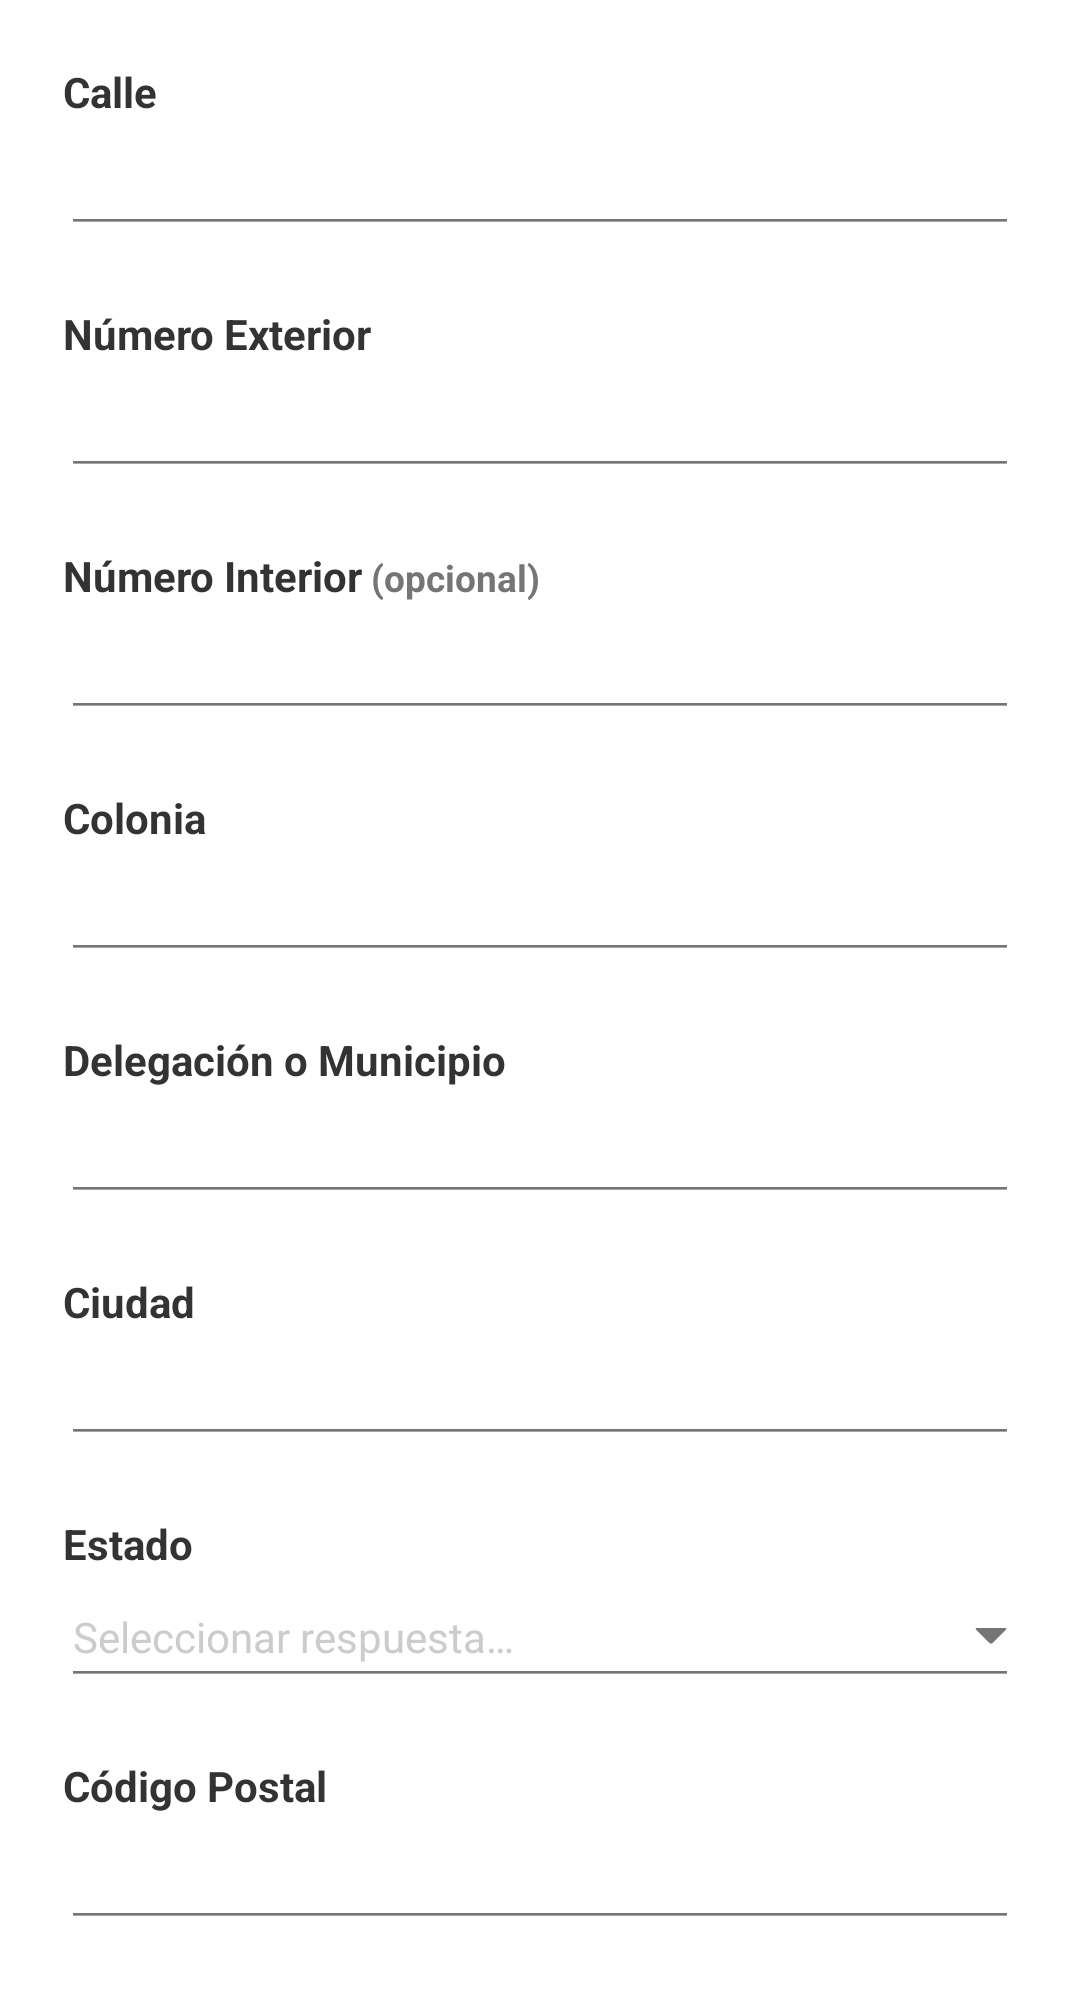 Calle
Número Exterior
Número Interior (opcional)
Colonia
Delegación o Municipio
Ciudad
Estado
Seleccionar respuesta...
Código Postal